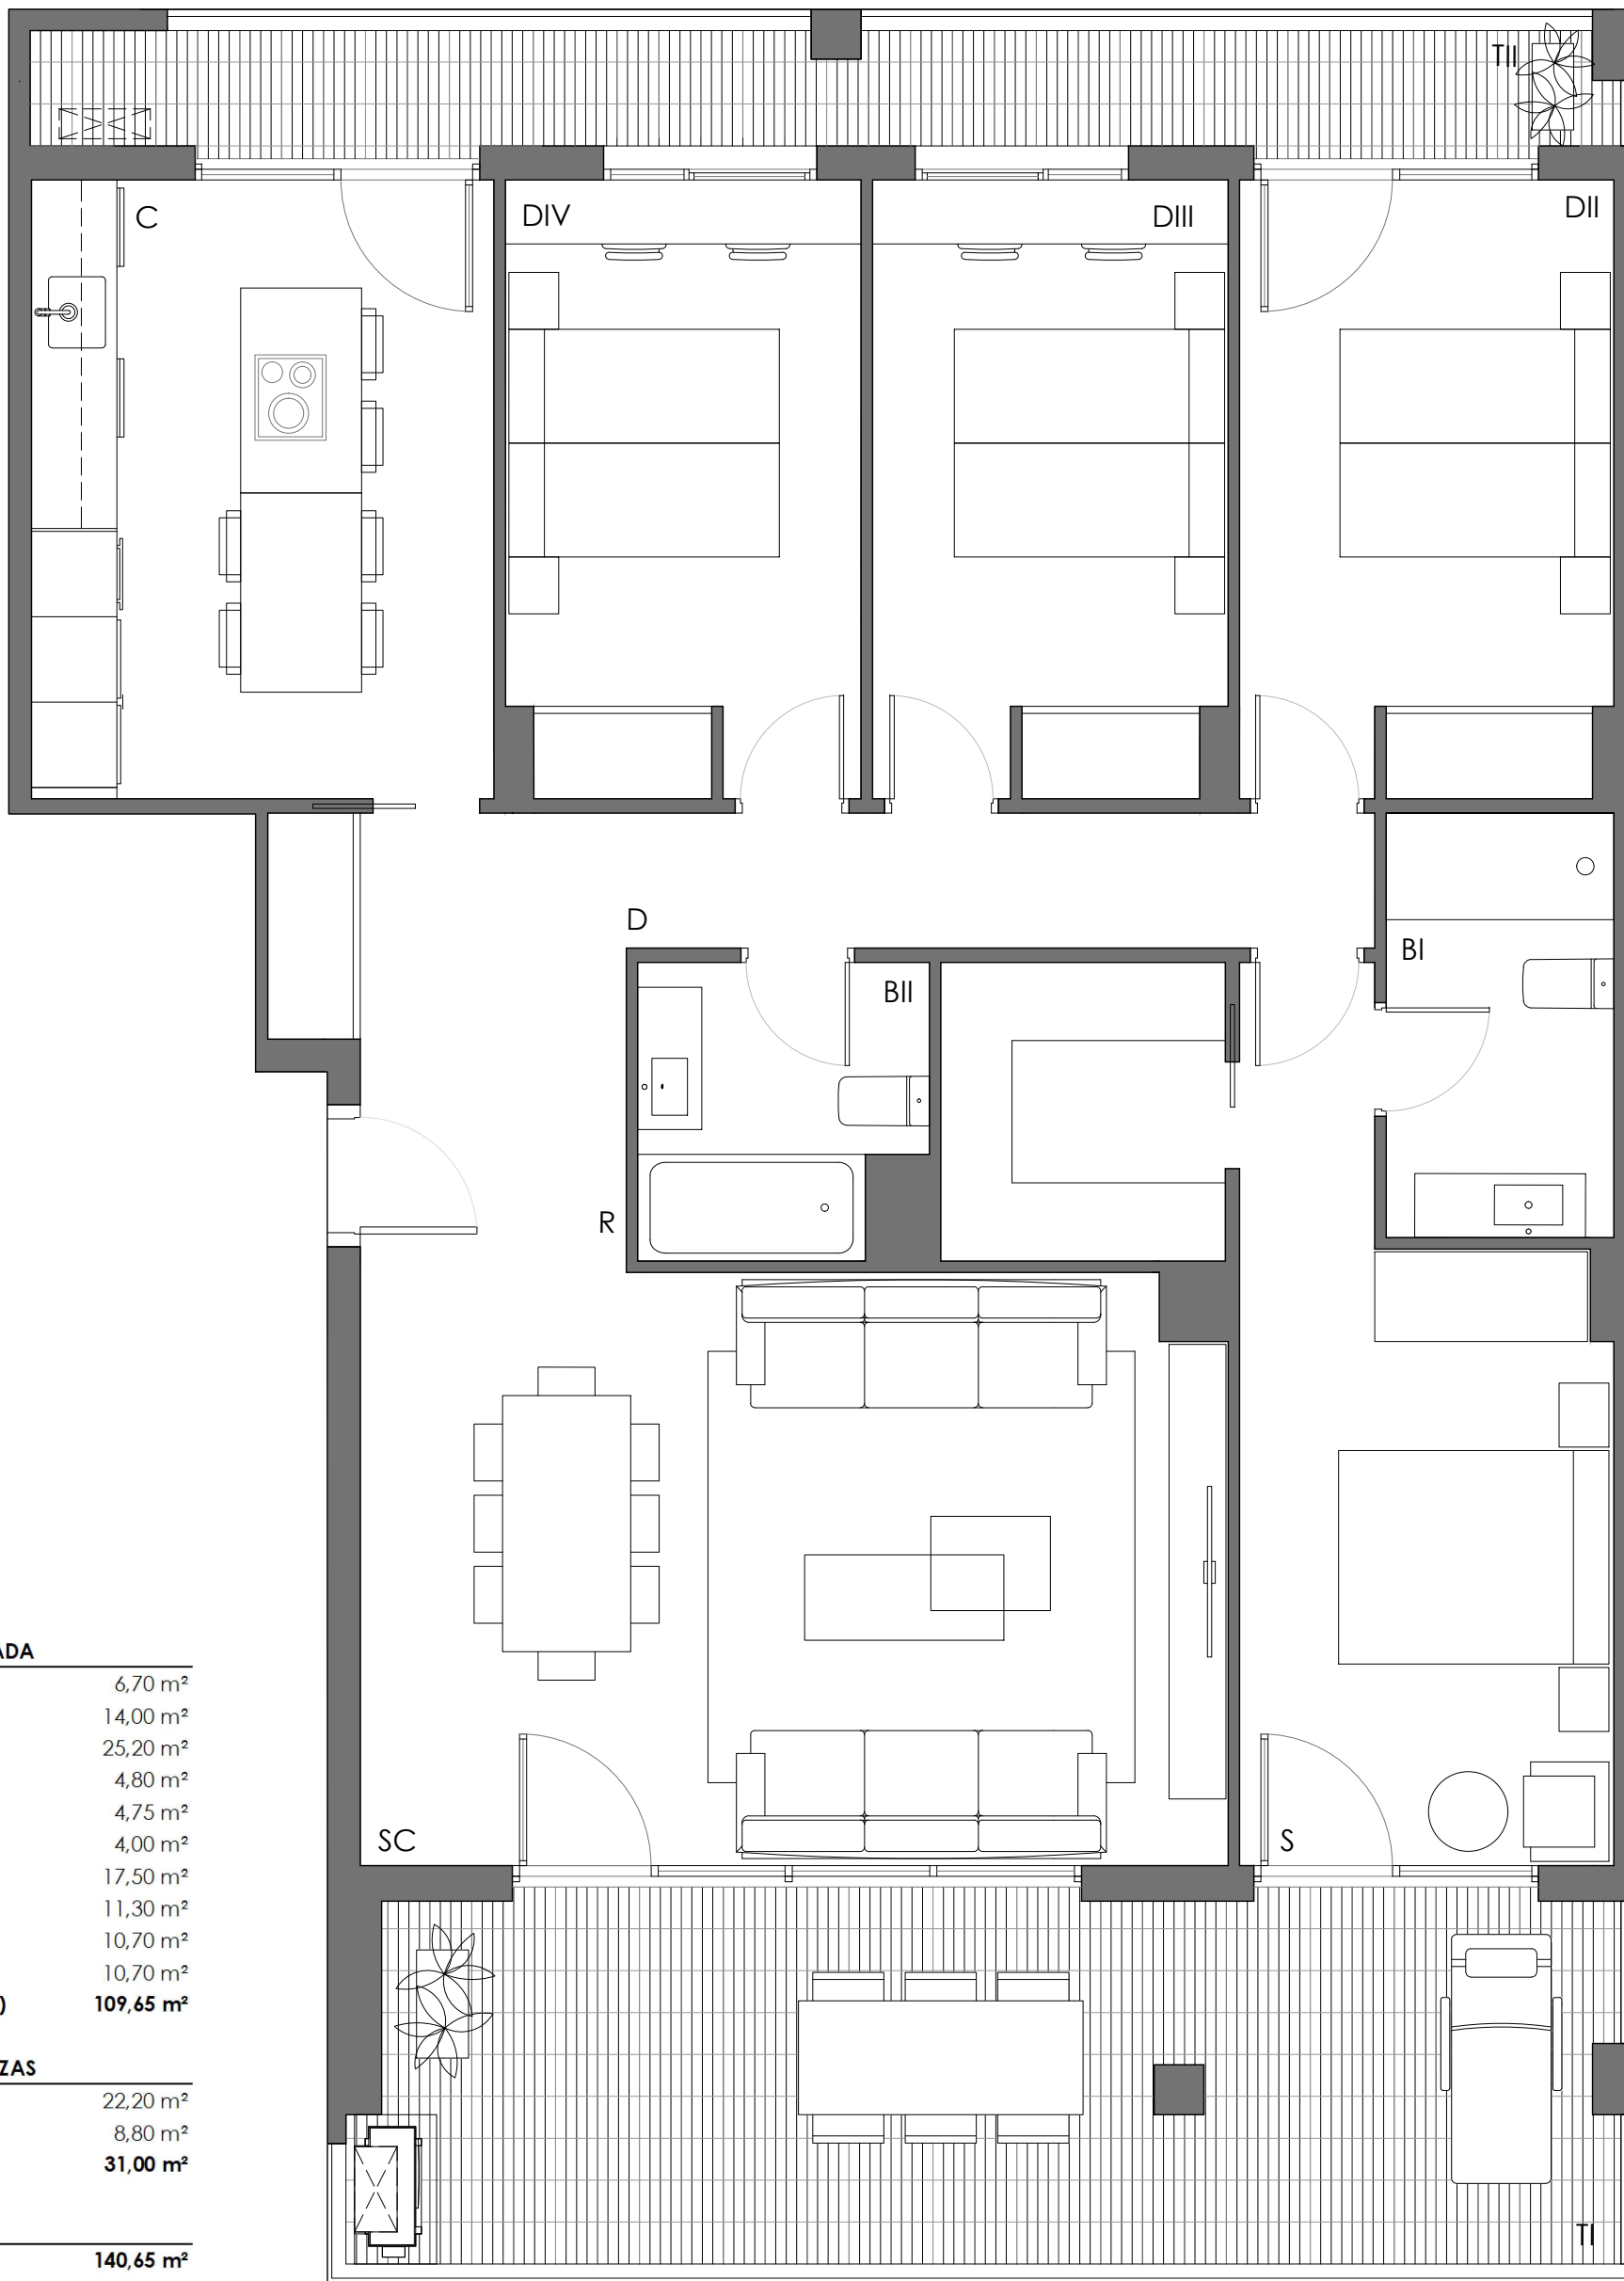 TII
C
DIV
DIII
DII
D
BI
BII
R
SC
S
TI
ADA
6,70 m²
14,00 m²
25,20 m²
4,80 m²
4,75 m²
4,00 m²
17,50 m²
11,30 m²
10,70 m²
10,70 m²
) 109,65 m²
ZAS
22,20 m²
8,80 m²
31,00 m²
140,65 m²